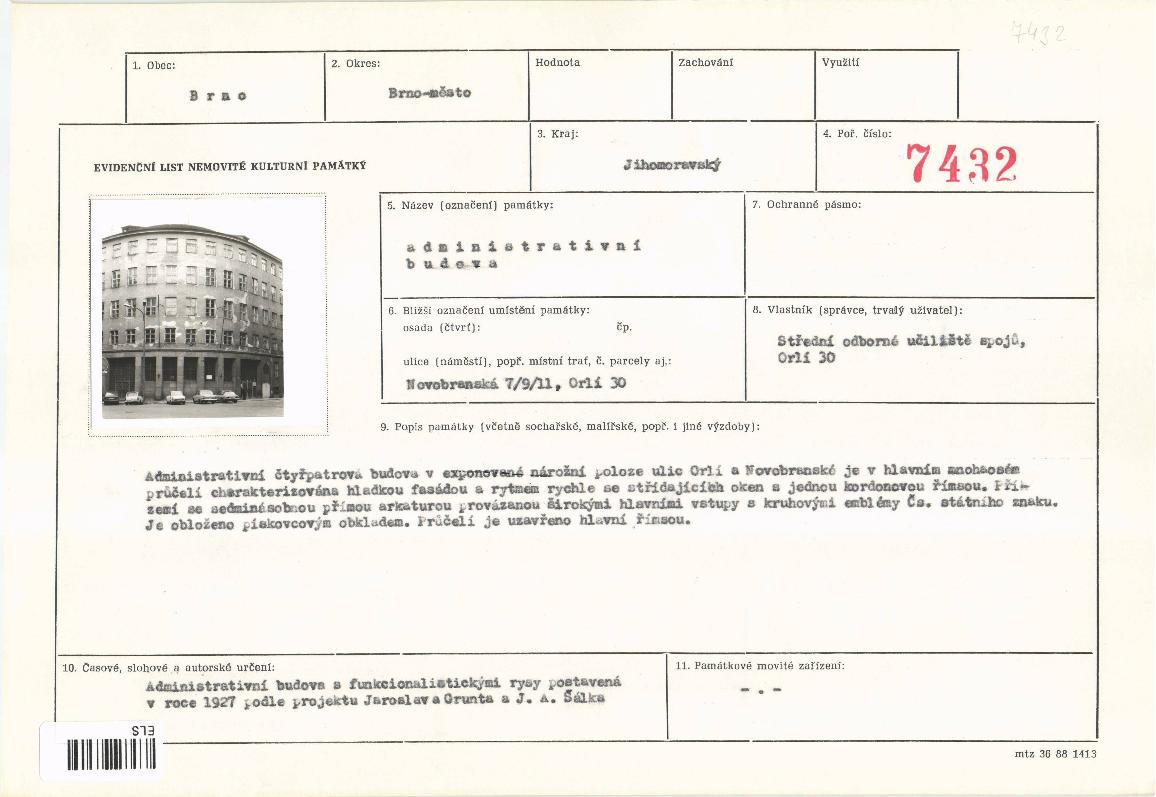 7432
1. Obec:
Brno
2. Okres:
Brno-město
Hodnota
Zachování
Využití
EVIDENČNÍ LIST NEMOVITÉ KULTURNÍ PAMÁTKY
3. Kraj:
Jihomoravský
4. Poř. číslo:
7432
5. Název (označení) památky:
administrativní
budova
7. Ochranné pásmo:
6. Bližší označení umístění památky:
osada (čtvrť): čp.
ulice (náměstí), popř. místní trať, č. parcely aj.:
Novobranská 7/9/11, Orlí 30
8. Vlastník (správce, trvalý uživatel):
Střední odborné učiliště spojů,
Orlí 30
9. Popis památky (včetně sochařské, malířské, popř. i jiné výzdoby):
Administrativní čtyřpatrová budova v exponované nárožní poloze ulic Orlí a Novobranské je v hlavním mnohaosém
průčelí charakterizována hladkou fasádou a rytmem rychle se střídajících oken s jednou kordonovou římsou. Pří-
zemí se sedminásobnou přímou arkaturou provázanou širokými hlavními vstupy s kruhovými emblémy Čs. státního znaku.
Je obloženo pískovcovým obkladem. Průčelí je uzavřeno hlavní římsou.
10. Časové, slohové a autorské určení:
Administrativní budova s funkcionalistickými rysy postavená
v roce 1927 podle projektu Jaroslava Grunta a J. A. Šálka
11. Památkové movité zařízení:
- . -
ELS
mtz 36 88 1413